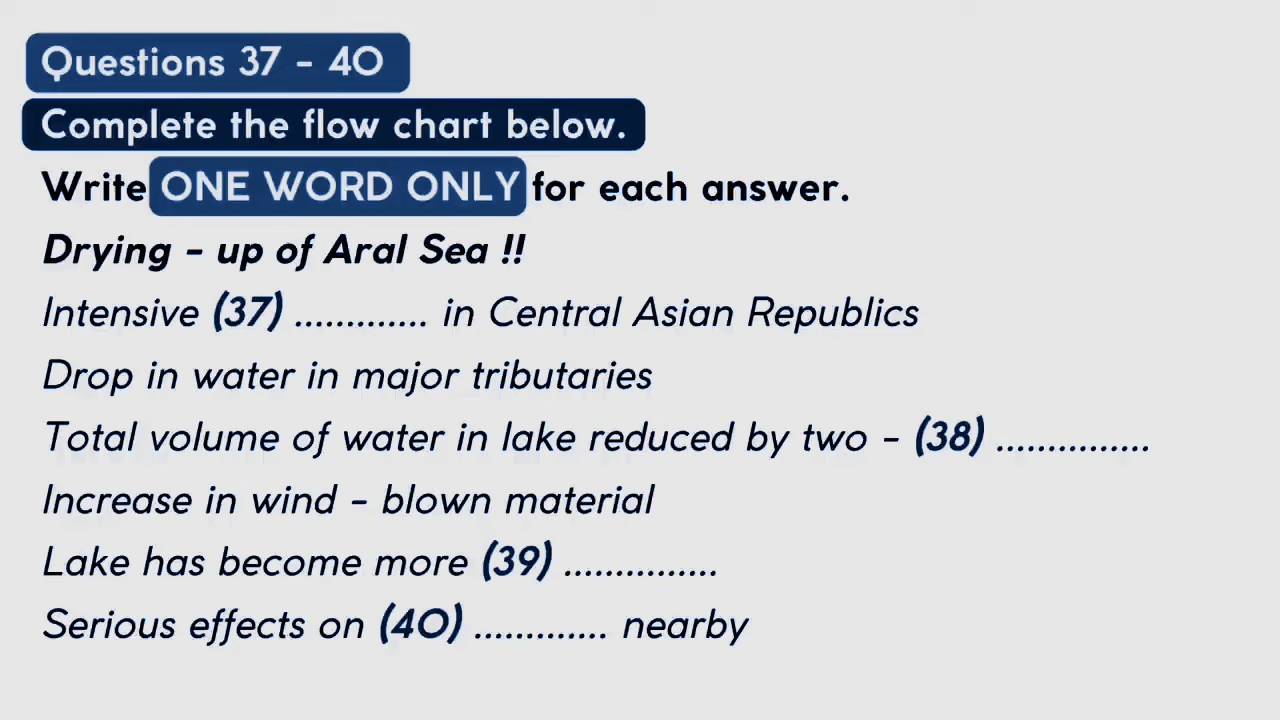 Questions 37 - 40
Complete the flow chart below.
Write ONE WORD ONLY for each answer.
Drying - up of Aral Sea !!
Intensive (37) ............. in Central Asian Republics
Drop in water in major tributaries
Total volume of water in lake reduced by two - (38) ...............
Increase in wind - blown material
Lake has become more (39) ...............
Serious effects on (40) ............. nearby